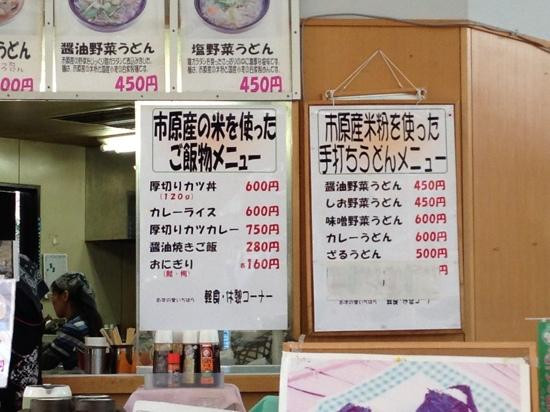 うどん
00円
醤油野菜うどん
450円
塩野菜うどん
450円
市原産の米を使った
ご飯物メニュー
厚切りカツ丼 600円
(120g)
カレーライス 600円
厚切りカツカレー 750円
醤油焼きご飯 280円
おにぎり 各160円
(鮭・梅)
軽食・休憩コーナー
市原産米粉を使った
手打ちうどんメニュー
醤油野菜うどん 450円
しお野菜うどん 450円
味噌野菜うどん 600円
カレーうどん 600円
ざるうどん 500円